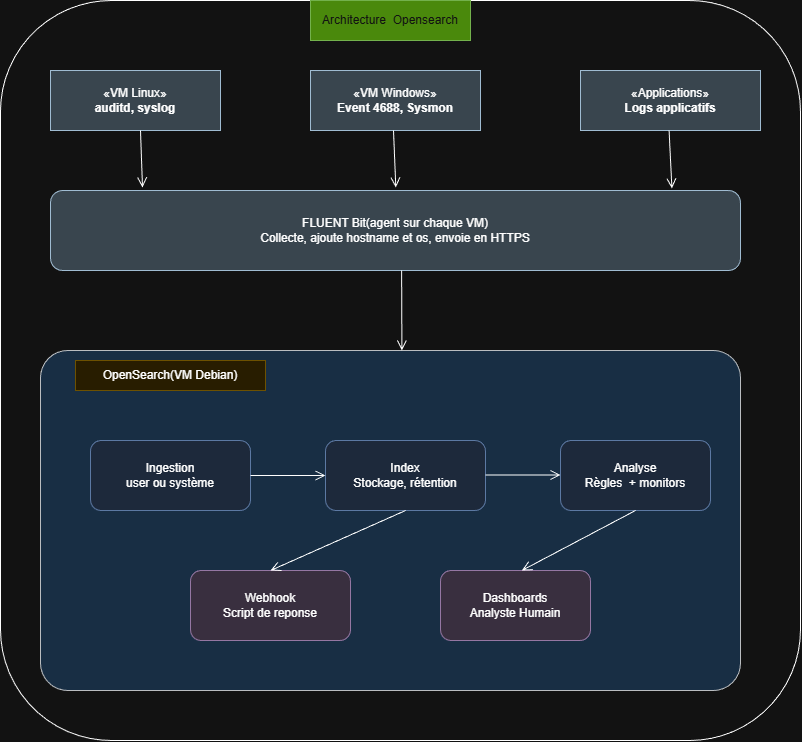 Architecture  Opensearch
«VM Linux»
auditd, syslog
«VM Windows»
Event 4688, Sysmon
«Applications»
Logs applicatifs
FLUENT Bit(agent sur chaque VM)
Collecte, ajoute hostname et os, envoie en HTTPS
OpenSearch(VM Debian)
Ingestion
user ou système
Index
Stockage, rétention
Analyse
Règles  + monitors
Webhook
Script de reponse
Dashboards
Analyste Humain